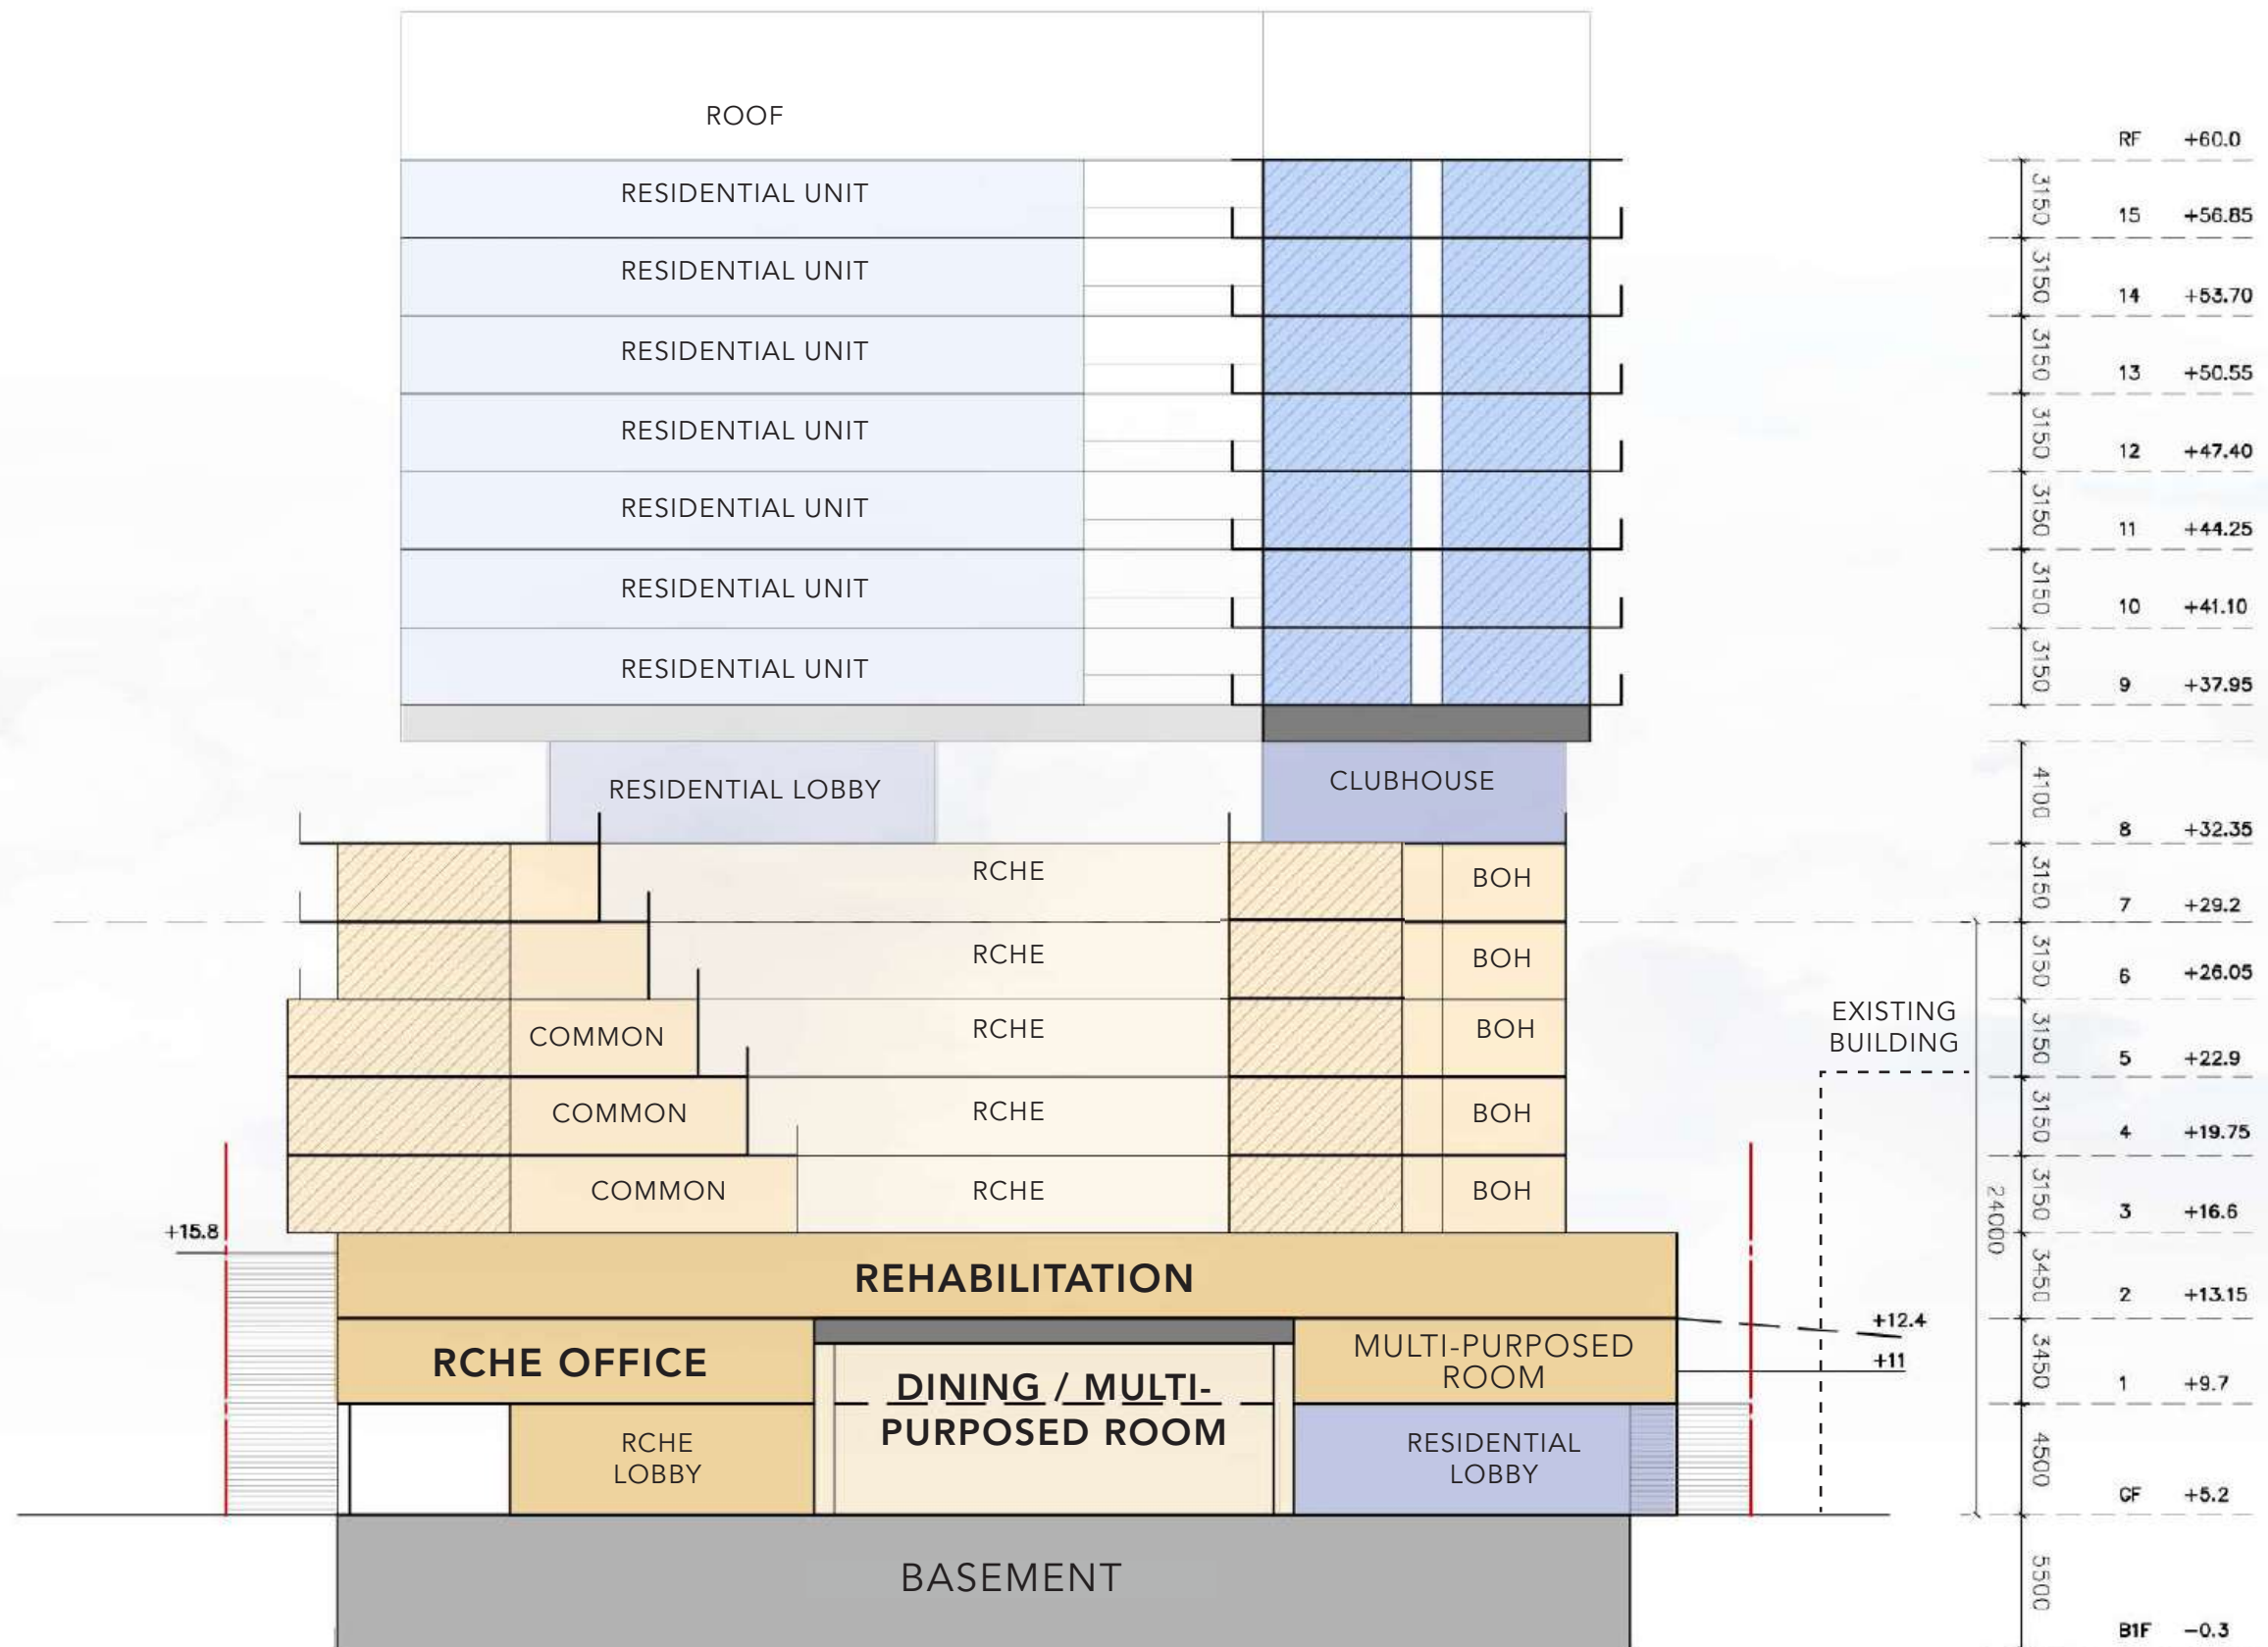 ROOF
RF +60.0
RESIDENTIAL UNIT
3150
15 +56.85
RESIDENTIAL UNIT
3150
14 +53.70
RESIDENTIAL UNIT
3150
13 +50.55
RESIDENTIAL UNIT
3150
12 +47.40
RESIDENTIAL UNIT
3150
11 +44.25
RESIDENTIAL UNIT
3150
10 +41.10
RESIDENTIAL UNIT
3150
9 +37.95
RESIDENTIAL LOBBY
CLUBHOUSE
4100
8 +32.35
RCHE
BOH
3150
7 +29.2
RCHE
BOH
3150
6 +26.05
COMMON
RCHE
BOH
EXISTING
BUILDING
3150
5 +22.9
COMMON
RCHE
BOH
3150
4 +19.75
COMMON
RCHE
BOH
3150
24000
3 +16.6
+15.8
REHABILITATION
3450
2 +13.15
+12.4
RCHE OFFICE
DINING / MULTI-
PURPOSED ROOM
MULTI-PURPOSED
ROOM
+11
3450
1 +9.7
RCHE
LOBBY
RESIDENTIAL
LOBBY
4500
GF +5.2
BASEMENT
5500
B1F −0.3